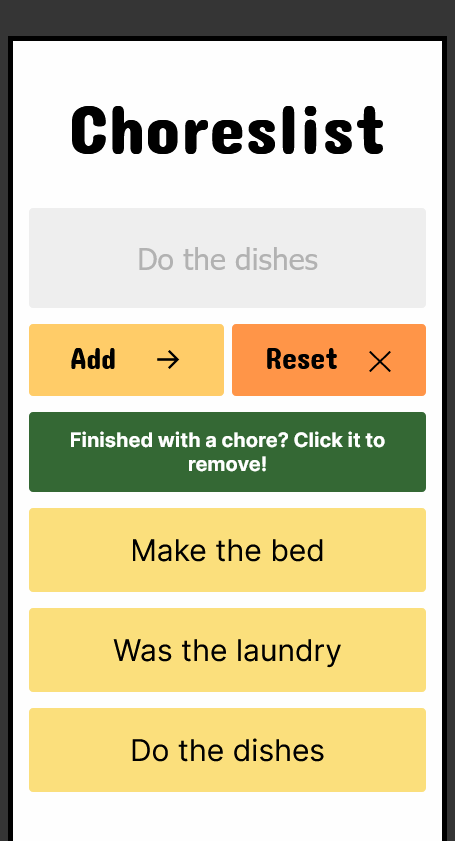 Choreslist
Do the dishes
Add →
Reset ×
Finished with a chore? Click it to
remove!
Make the bed
Was the laundry
Do the dishes